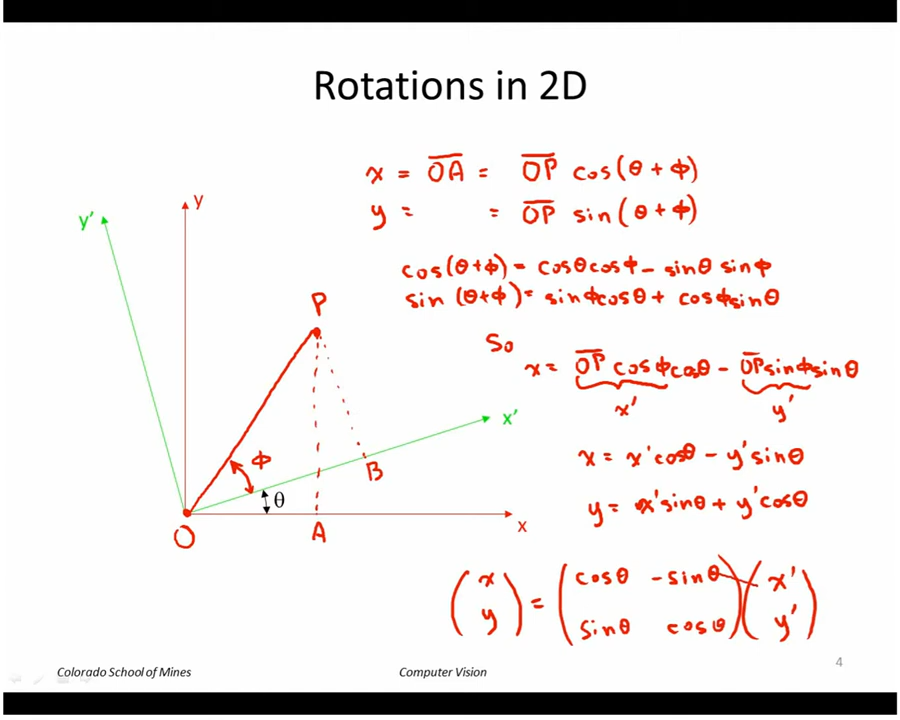 Rotations in 2D
x = OA = OP cos(θ + ϕ)
y = = OP sin(θ + ϕ)
cos(θ+ϕ) = cosθcosϕ - sinθ sinϕ
sin (θ+ϕ) = sinϕcosθ + cosϕsinθ
So
x = OP cosϕcosθ - OPsinϕsinθ
x' y'
x = x'cosθ - y'sinθ
y = x'sinθ + y'cosθ
(x) = (cosθ -sinθ) (x')
(y) (sinθ cosθ) (y')
y'
y
P
x'
ϕ
B
θ
O
A
x
Colorado School of Mines
Computer Vision
4